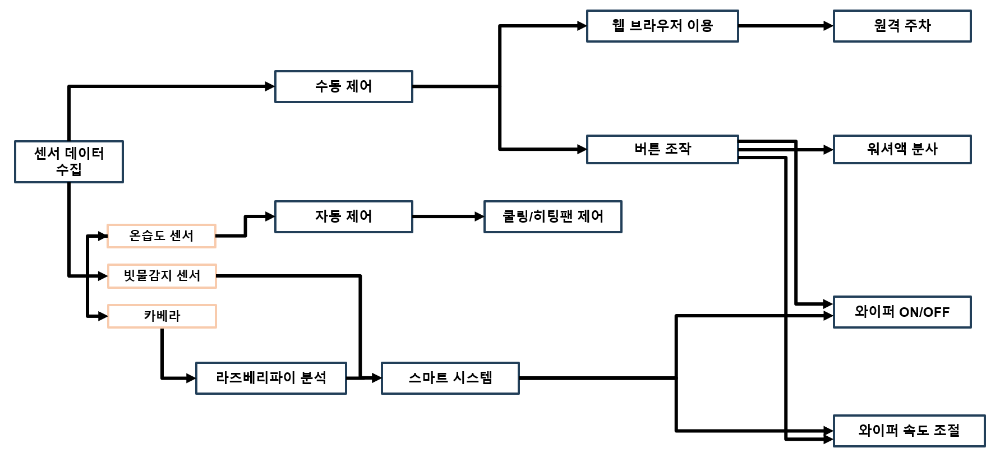 웹 브라우저 이용
원격 주차
수동 제어
버튼 조작
워셔액 분사
센서 데이터
수집
자동 제어
쿨링/히팅팬 제어
온습도 센서
빗물감지 센서
카베라
와이퍼 ON/OFF
라즈베리파이 분석
스마트 시스템
와이퍼 속도 조절